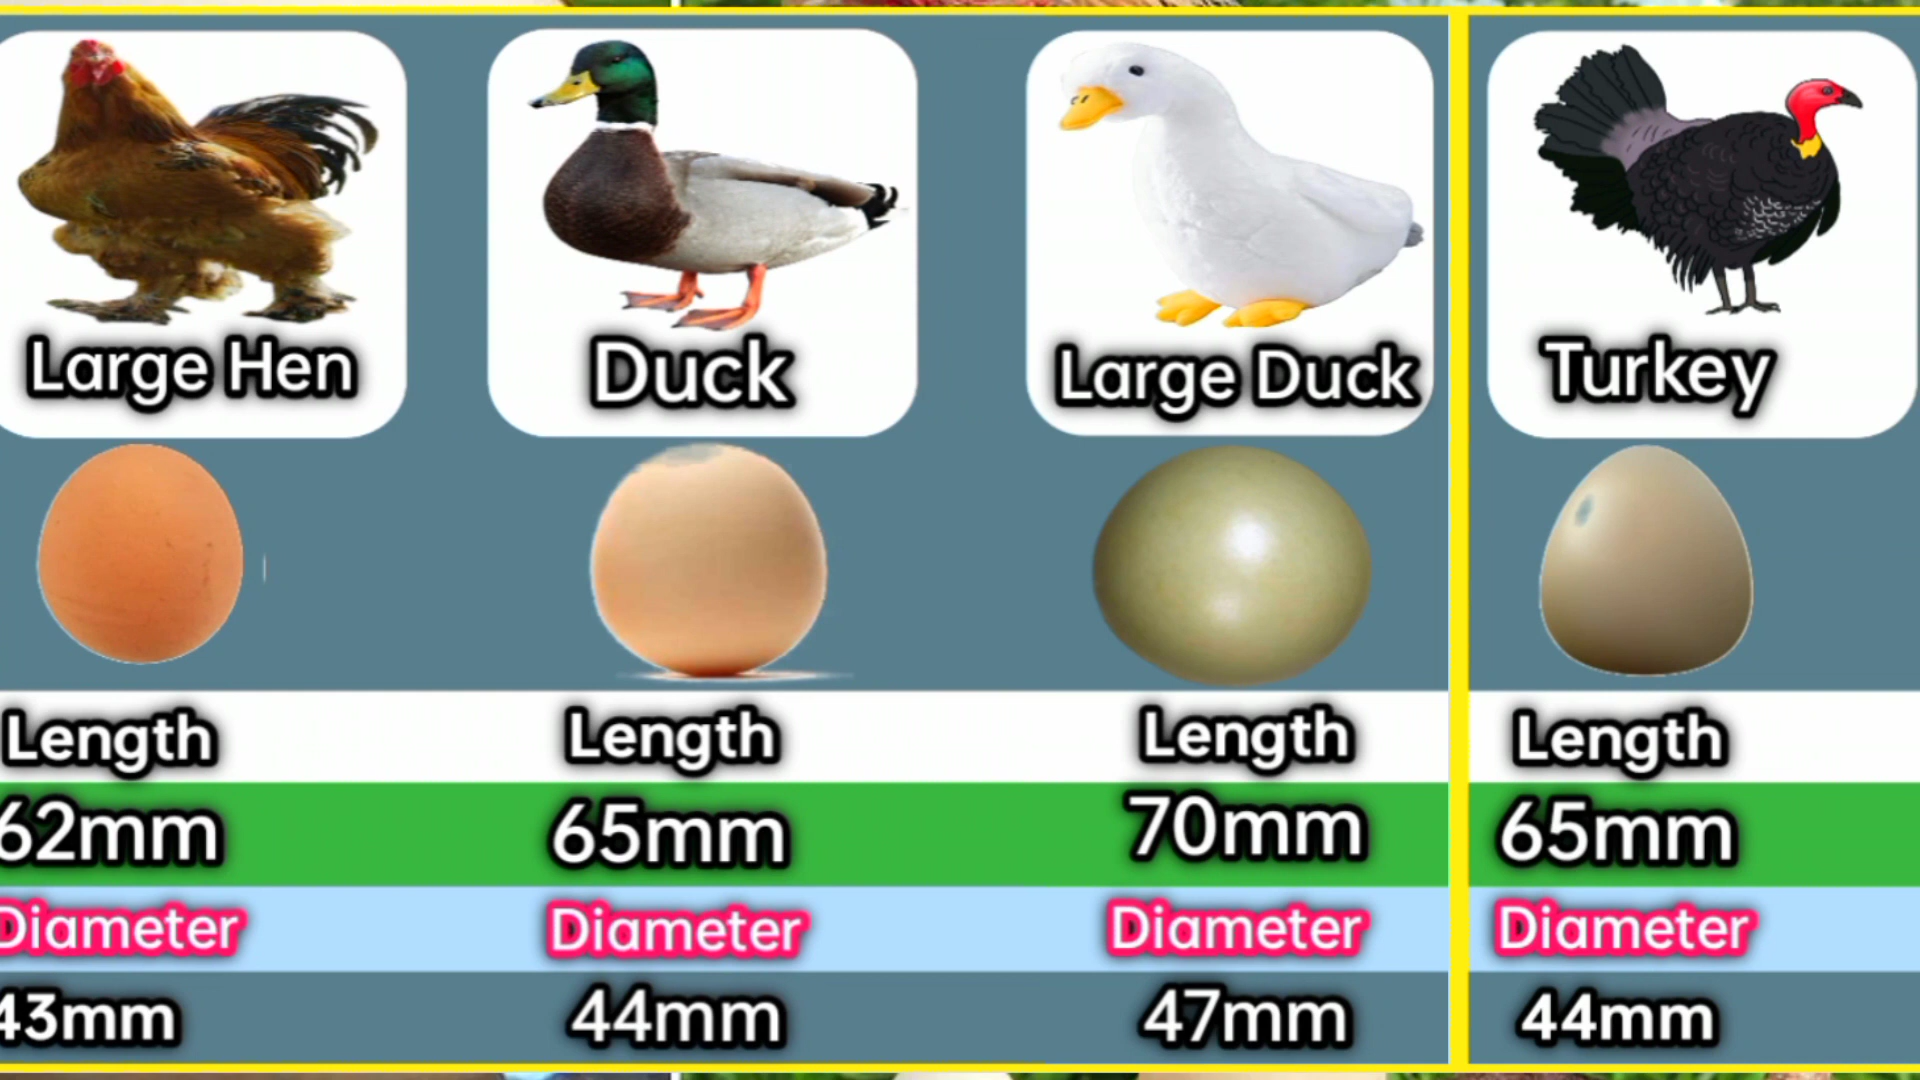 Large Hen
Duck
Large Duck
Turkey
Length
Length
Length
Length
62mm
65mm
70mm
65mm
Diameter
Diameter
Diameter
Diameter
43mm
44mm
47mm
44mm